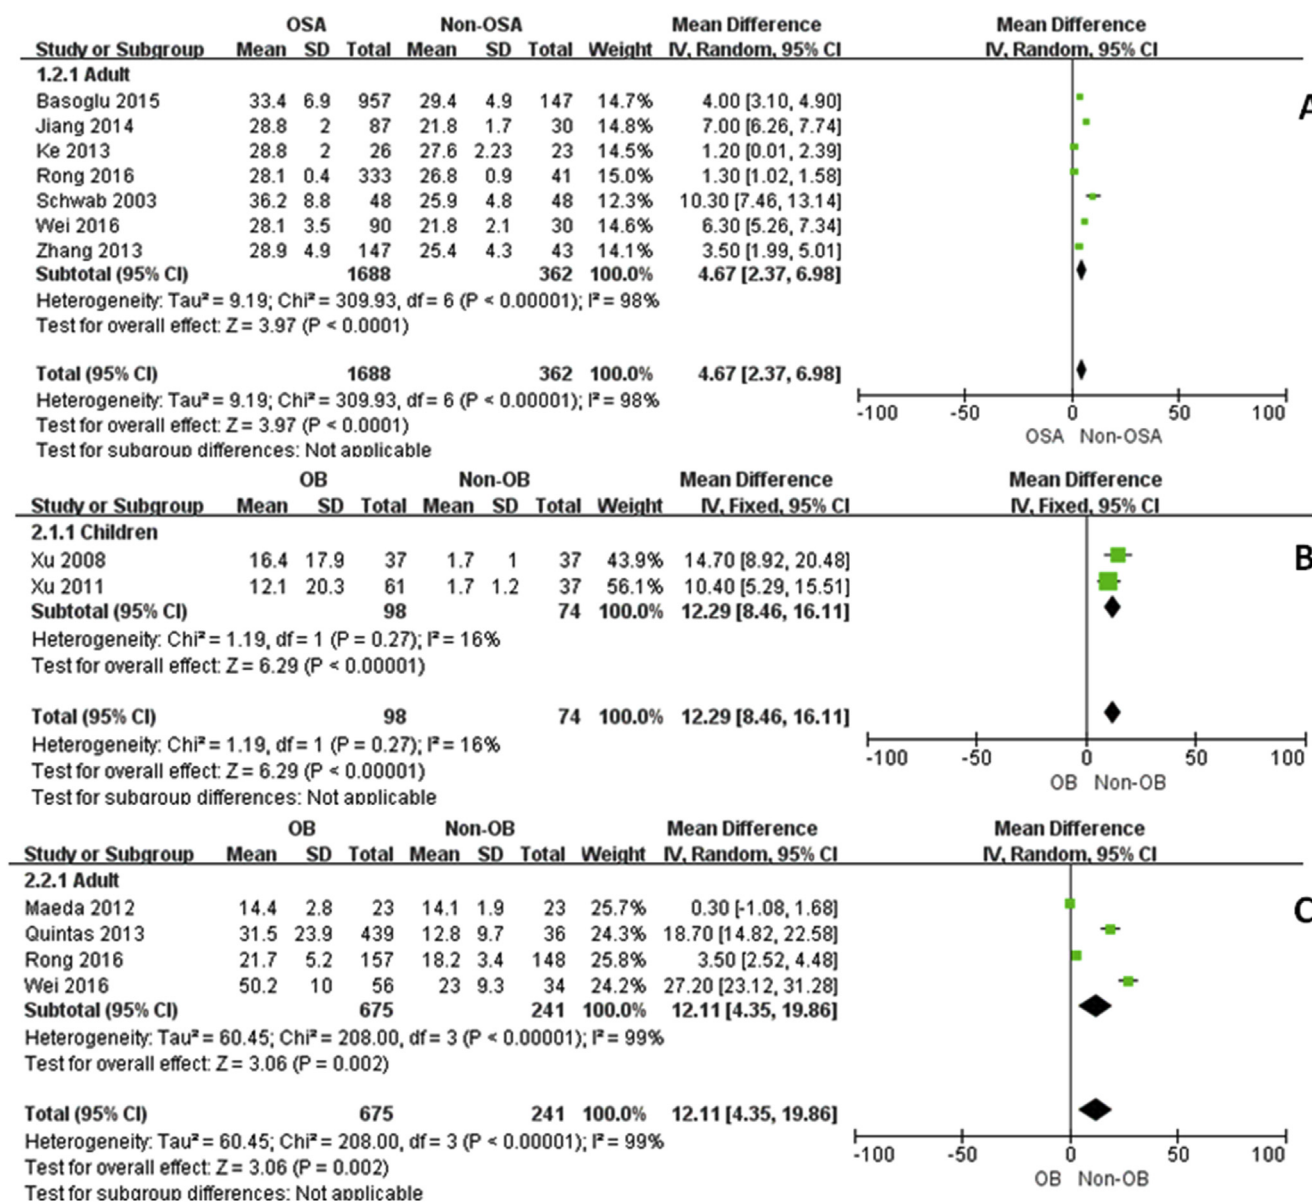 OSA Non-OSA Mean Difference Mean Difference
Study or Subgroup Mean SD Total Mean SD Total Weight IV, Random, 95% CI IV, Random, 95% CI
1.2.1 Adult
Basoglu 2015 33.4 6.9 957 29.4 4.9 147 14.7% 4.00 [3.10, 4.90]
A
Jiang 2014 28.8 2 87 21.8 1.7 30 14.8% 7.00 [6.26, 7.74]
Ke 2013 28.8 2 26 27.6 2.23 23 14.5% 1.20 [0.01, 2.39]
Rong 2016 28.1 0.4 333 26.8 0.9 41 15.0% 1.30 [1.02, 1.58]
Schwab 2003 36.2 8.8 48 25.9 4.8 48 12.3% 10.30 [7.46, 13.14]
Wei 2016 28.1 3.5 90 21.8 2.1 30 14.6% 6.30 [5.26, 7.34]
Zhang 2013 28.9 4.9 147 25.4 4.3 43 14.1% 3.50 [1.99, 5.01]
Subtotal (95% CI) 1688 362 100.0% 4.67 [2.37, 6.98]
Heterogeneity: Tau² = 9.19; Chi² = 309.93, df = 6 (P < 0.00001); I² = 98%
Test for overall effect: Z = 3.97 (P < 0.0001)
Total (95% CI) 1688 362 100.0% 4.67 [2.37, 6.98]
Heterogeneity: Tau² = 9.19; Chi² = 309.93, df = 6 (P < 0.00001); I² = 98%
-100 -50 0 50 100
Test for overall effect: Z = 3.97 (P < 0.0001)
OSA Non-OSA
Test for subgroup differences: Not applicable
OB Non-OB Mean Difference Mean Difference
Study or Subgroup Mean SD Total Mean SD Total Weight IV, Fixed, 95% CI IV, Fixed, 95% CI
2.1.1 Children
Xu 2008 16.4 17.9 37 1.7 1 37 43.9% 14.70 [8.92, 20.48]
B
Xu 2011 12.1 20.3 61 1.7 1.2 37 56.1% 10.40 [5.29, 15.51]
Subtotal (95% CI) 98 74 100.0% 12.29 [8.46, 16.11]
Heterogeneity: Chi² = 1.19, df = 1 (P = 0.27); I² = 16%
Test for overall effect: Z = 6.29 (P < 0.00001)
Total (95% CI) 98 74 100.0% 12.29 [8.46, 16.11]
Heterogeneity: Chi² = 1.19, df = 1 (P = 0.27); I² = 16%
-100 -50 0 50 100
Test for overall effect: Z = 6.29 (P < 0.00001)
OB Non-OB
Test for subgroup differences: Not applicable
OB Non-OB Mean Difference Mean Difference
Study or Subgroup Mean SD Total Mean SD Total Weight IV, Random, 95% CI IV, Random, 95% CI
2.2.1 Adult
Maeda 2012 14.4 2.8 23 14.1 1.9 23 25.7% 0.30 [-1.08, 1.68]
C
Quintas 2013 31.5 23.9 439 12.8 9.7 36 24.3% 18.70 [14.82, 22.58]
Rong 2016 21.7 5.2 157 18.2 3.4 148 25.8% 3.50 [2.52, 4.48]
Wei 2016 50.2 10 56 23 9.3 34 24.2% 27.20 [23.12, 31.28]
Subtotal (95% CI) 675 241 100.0% 12.11 [4.35, 19.86]
Heterogeneity: Tau² = 60.45; Chi² = 208.00, df = 3 (P < 0.00001); I² = 99%
Test for overall effect: Z = 3.06 (P = 0.002)
Total (95% CI) 675 241 100.0% 12.11 [4.35, 19.86]
Heterogeneity: Tau² = 60.45; Chi² = 208.00, df = 3 (P < 0.00001); I² = 99%
-100 -50 0 50 100
Test for overall effect: Z = 3.06 (P = 0.002)
OB Non-OB
Test for subgroup differences: Not applicable